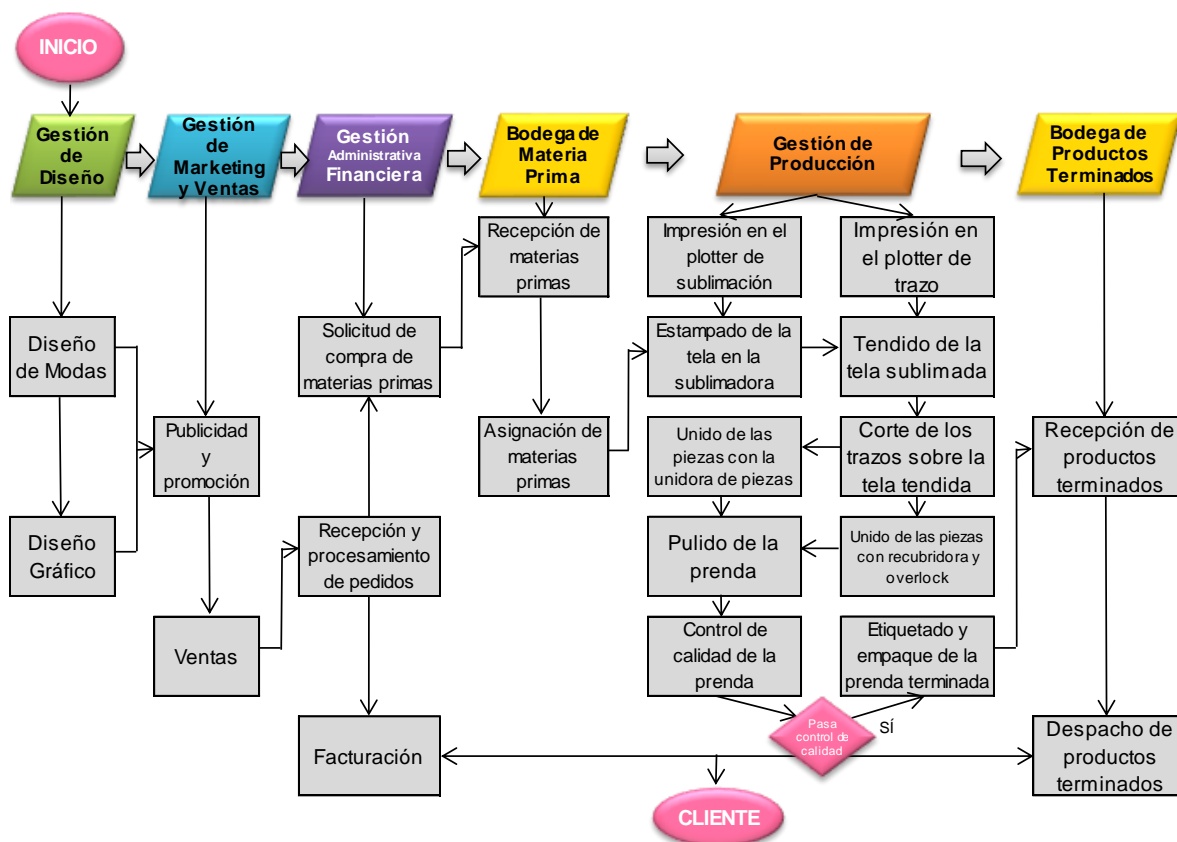 INICIO
Gestión
de
Diseño
Gestión
de
Marketing
y Ventas
Gestión
Administrativa
Financiera
Bodega de
Materia
Prima
Gestión de
Producción
Bodega de
Productos
Terminados
Recepción de
materias
primas
Impresión en
el plotter de
sublimación
Impresión en
el plotter de
trazo
Diseño
de Modas
Solicitud de
compra de
materias primas
Estampado de la
tela en la
sublimadora
Tendido de la
tela sublimada
Publicidad
y
promoción
Asignación de
materias
primas
Unido de las
piezas con la
unidora de piezas
Corte de los
trazos sobre la
tela tendida
Recepción de
productos
terminados
Diseño
Gráfico
Recepción y
procesamiento
de pedidos
Pulido de la
prenda
Unido de las piezas
con recubridora y
overlock
Ventas
Control de
calidad de la
prenda
Etiquetado y
empaque de la
prenda terminada
Pasa
control de
calidad
SÍ
Facturación
Despacho de
productos
terminados
CLIENTE